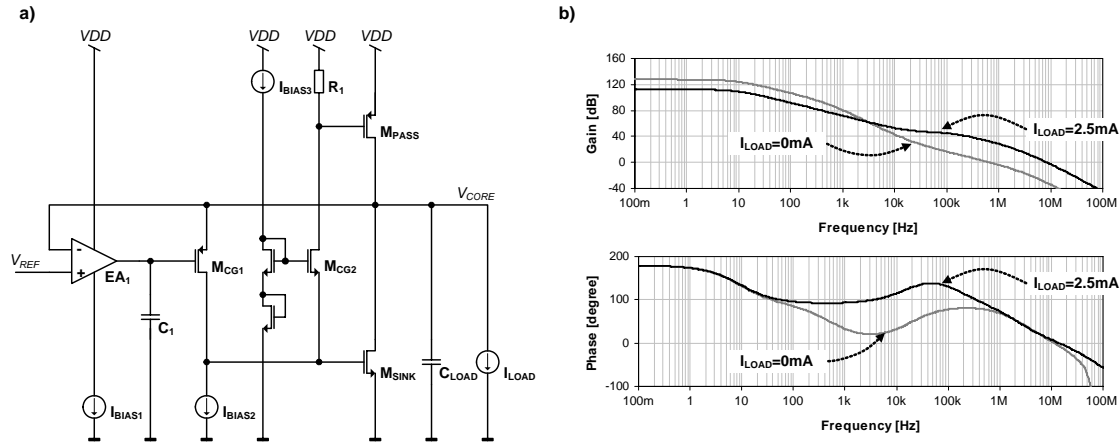 a)
VDD
VDD
VDD
VDD
IBIAS3
R1
MPASS
VCORE
VREF
-
+
EA1
MCG1
MCG2
C1
MSINK
CLOAD
ILOAD
IBIAS1
IBIAS2
b)
Gain [dB]
160
120
80
40
0
-40
ILOAD=0mA
ILOAD=2.5mA
100m 1 10 100 1k 10k 100k 1M 10M 100M
Frequency [Hz]
Phase [degree]
200
100
0
-100
ILOAD=2.5mA
ILOAD=0mA
100m 1 10 100 1k 10k 100k 1M 10M 100M
Frequency [Hz]